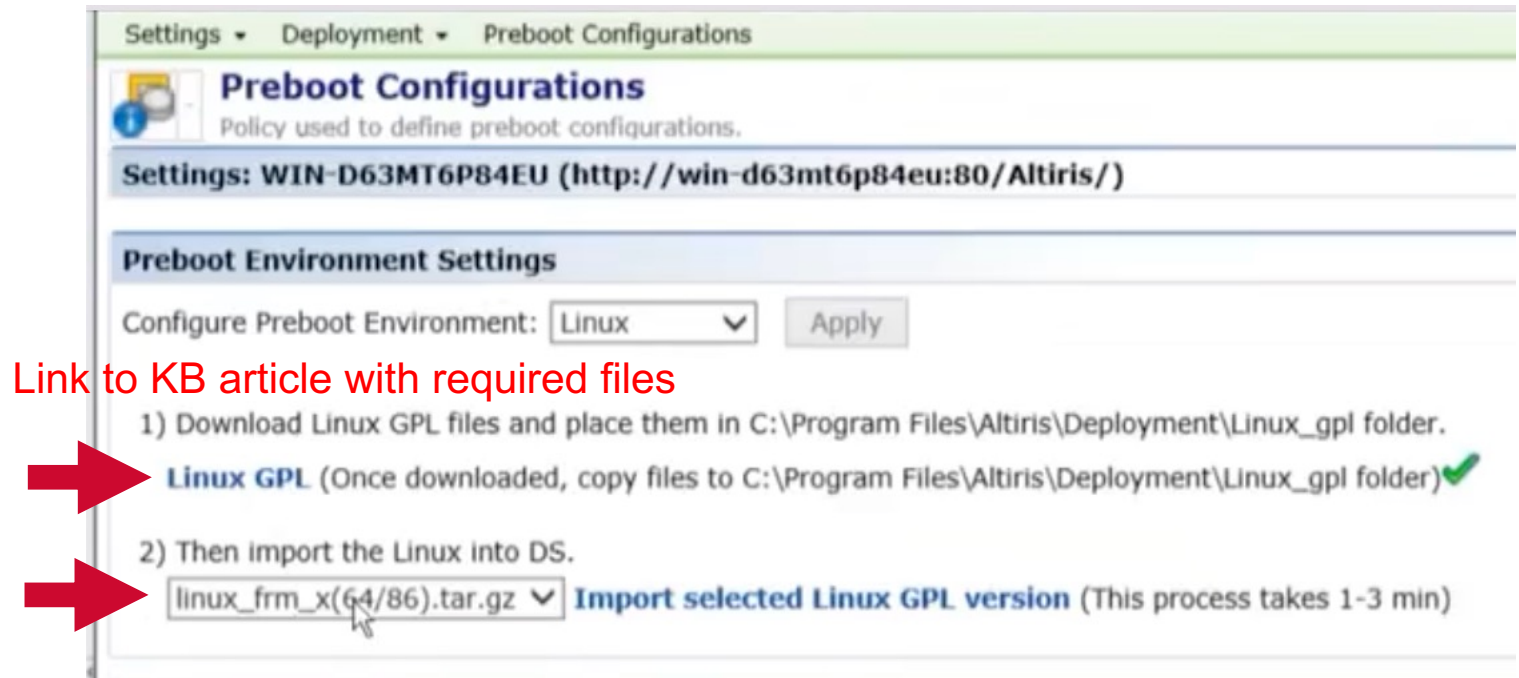 Settings Deployment Preboot Configurations
Preboot Configurations
Policy used to define preboot configurations.
Settings: WIN-D63MT6P84EU (http://win-d63mt6p84eu:80/Altiris/)
Preboot Environment Settings
Configure Preboot Environment: Linux Apply
Link to KB article with required files
1) Download Linux GPL files and place them in C:\Program Files\Altiris\Deployment\Linux_gpl folder.
Linux GPL (Once downloaded, copy files to C:\Program Files\Altiris\Deployment\Linux_gpl folder)
2) Then import the Linux into DS.
linux_frm_x(64/86).tar.gz Import selected Linux GPL version (This process takes 1-3 min)